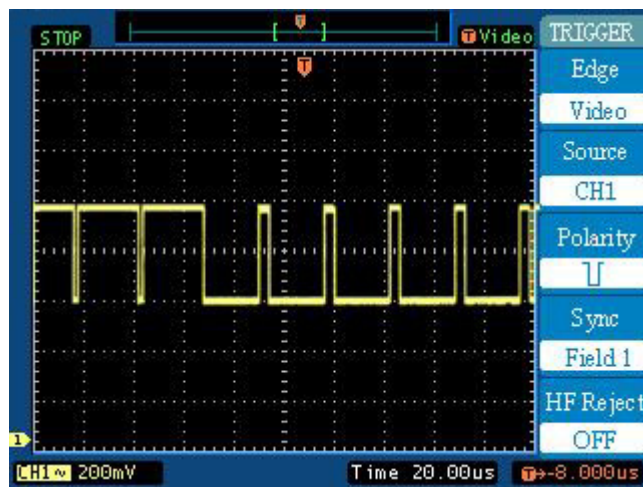 STOP
T
T Video
TRIGGER
T
Edge
Video
Source
CH1
Polarity
Sync
Field 1
HF Reject
OFF
1
CH1~ 200mV
Time 20.00us
T→-8.000us